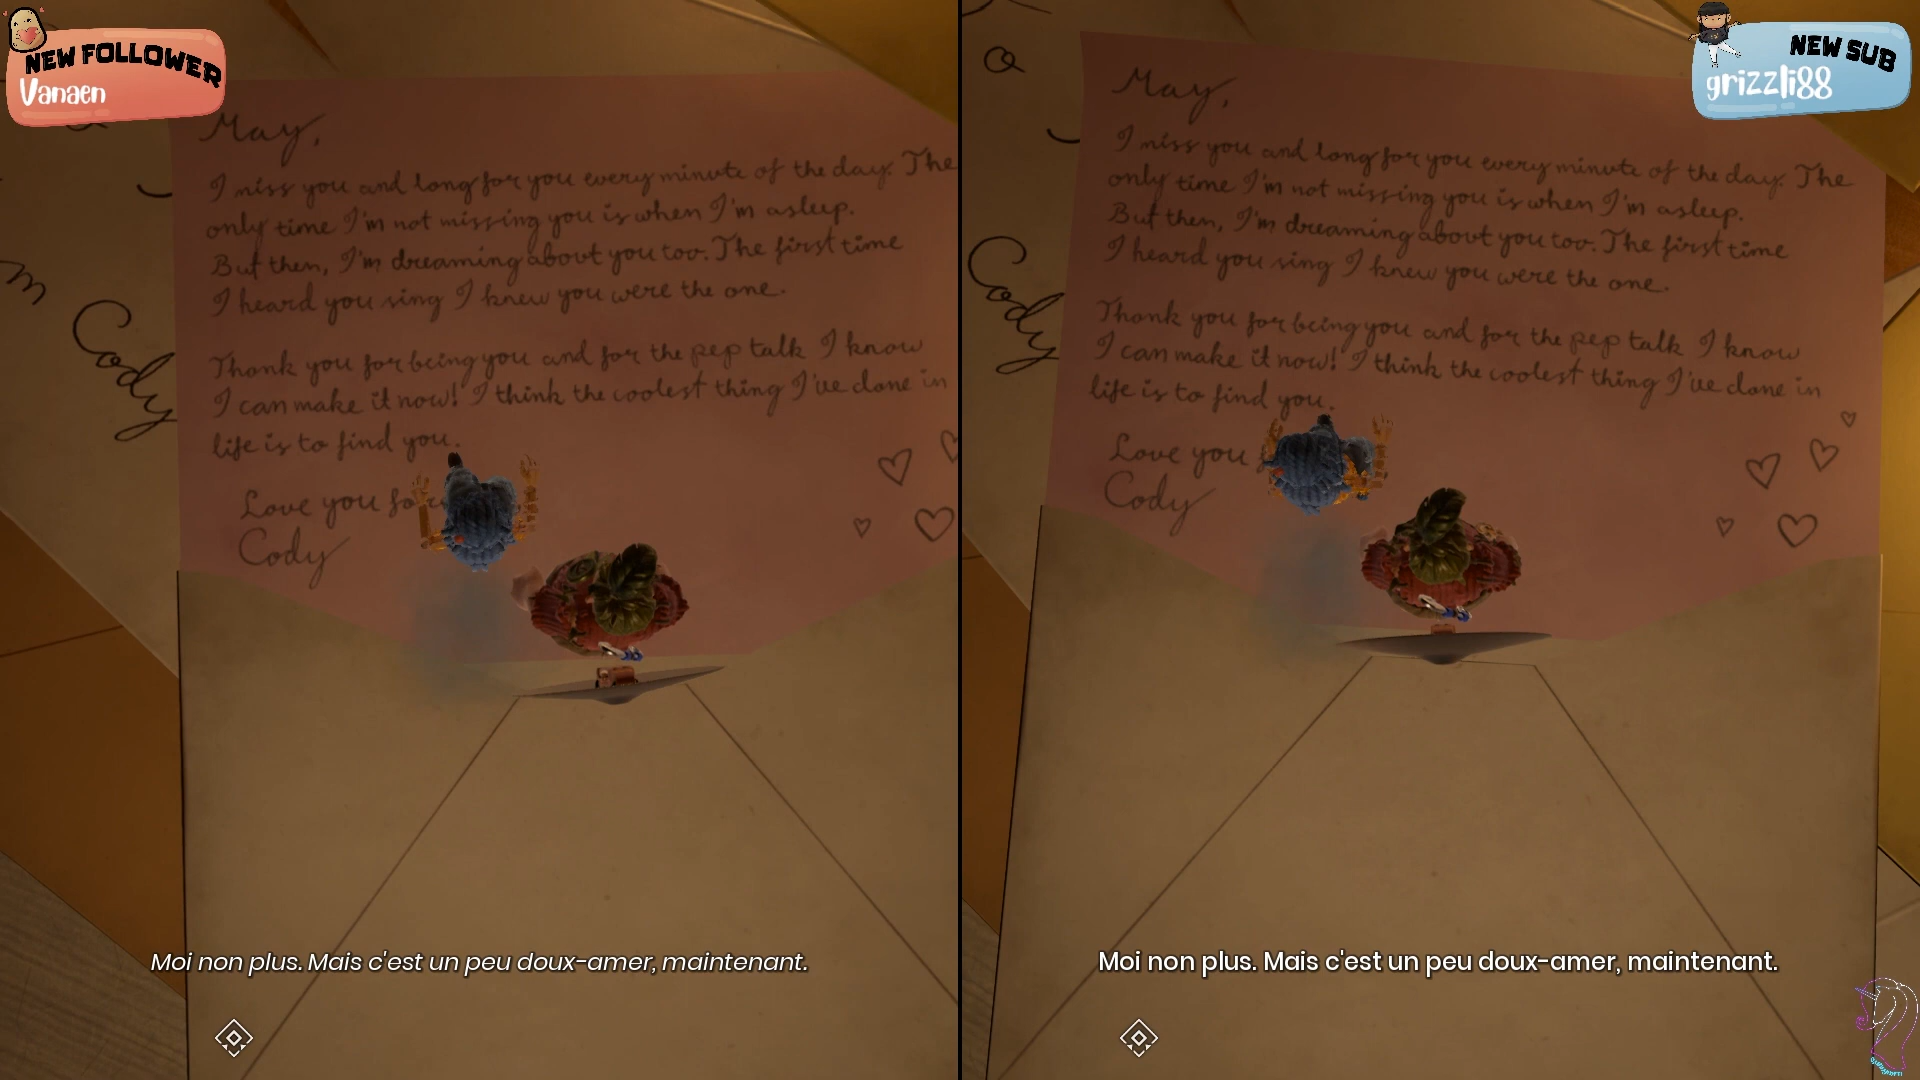 NEW FOLLOWER
Vanaen
May,
I miss you and long for you every minute of the day. The
only time I'm not missing you is when I'm asleep.
But then, I'm dreaming about you too. The first time
I heard you sing I knew you were the one.
Thank you for being you and for the pep talk I know
I can make it now! I think the coolest thing I've done in
life is to find you.
Love you
Cody
Cody
Moi non plus. Mais c'est un peu doux-amer, maintenant.
NEW SUB
grizzli88
May,
I miss you and long for you every minute of the day. The
only time I'm not missing you is when I'm asleep.
But then, I'm dreaming about you too. The first time
I heard you sing I knew you were the one.
Thank you for being you and for the pep talk I know
I can make it now! I think the coolest thing I've done in
life is to find you.
Love you
Cody
Cody
Moi non plus. Mais c'est un peu doux-amer, maintenant.